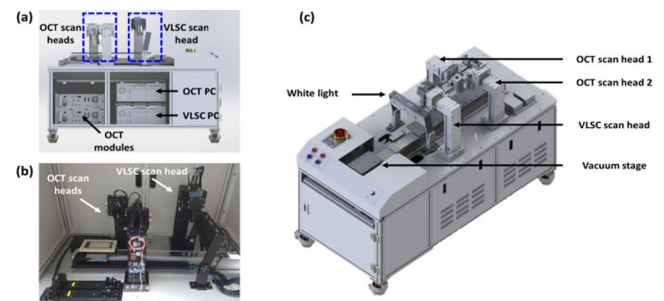 (a)
OCT scan
heads
VLSC scan
head
OCT PC
VLSC PC
OCT
modules
(b)
OCT scan
heads
VLSC scan head
(c)
OCT scan head 1
OCT scan head 2
White light
VLSC scan head
Vacuum stage